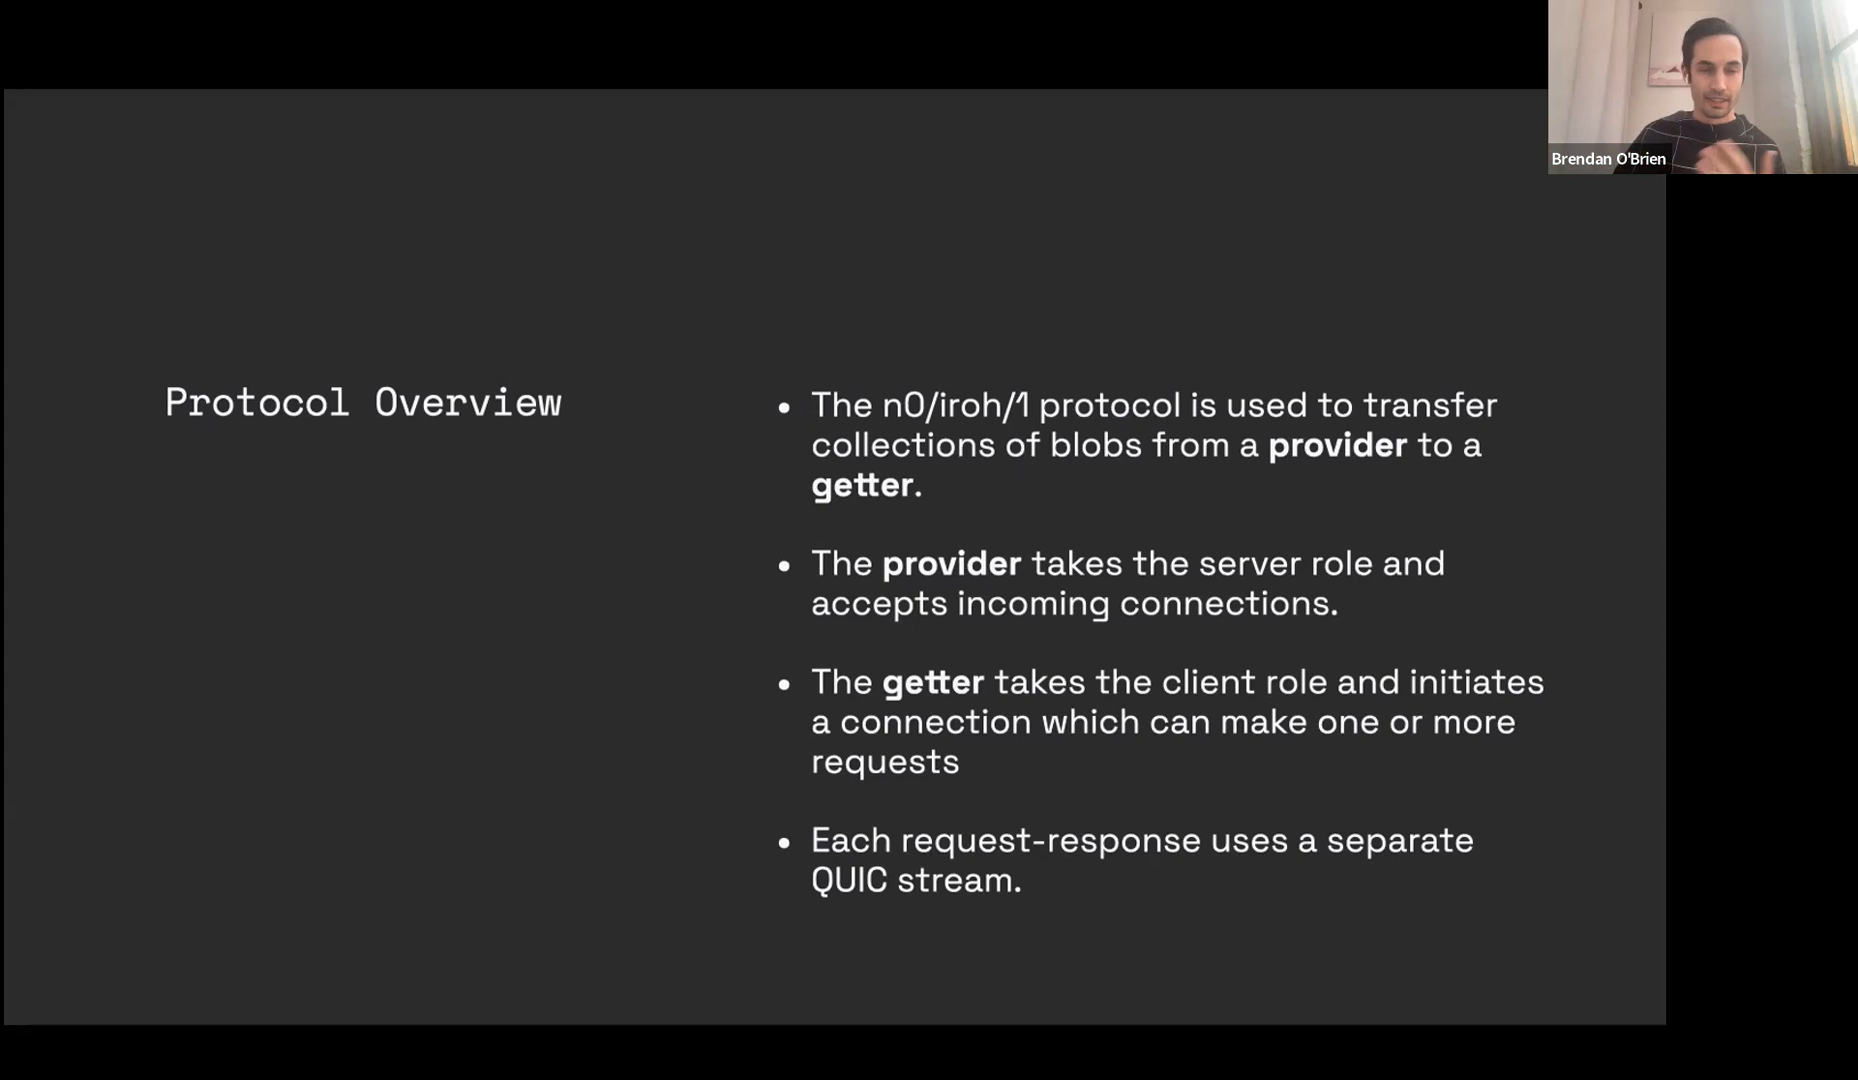 Brendan O'Brien
Protocol Overview
• The n0/iroh/1 protocol is used to transfer
collections of blobs from a provider to a
getter.
• The provider takes the server role and
accepts incoming connections.
• The getter takes the client role and initiates
a connection which can make one or more
requests
• Each request-response uses a separate
QUIC stream.